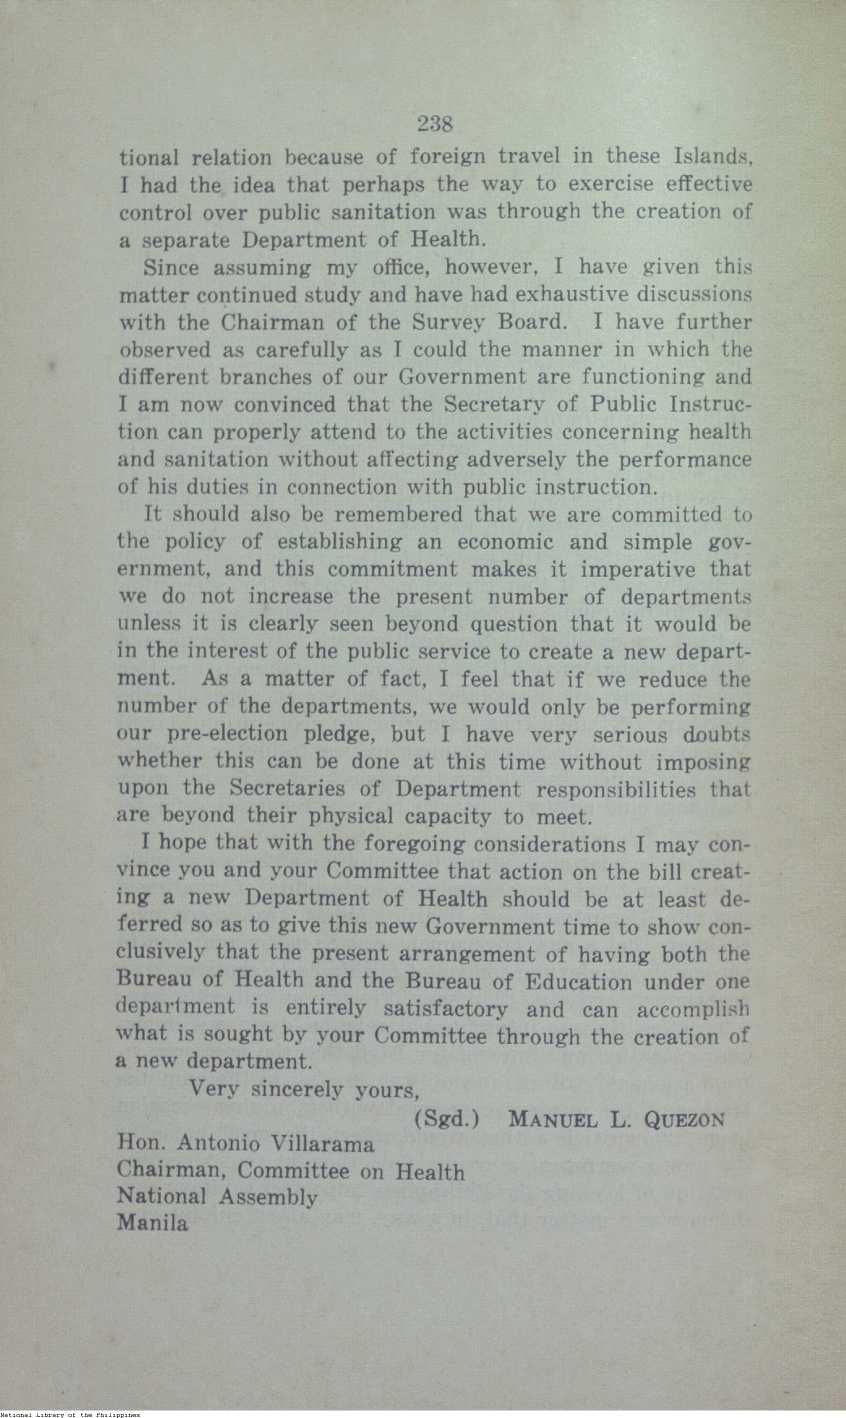 238
tional relation because of foreign travel in these Islands,
I had the idea that perhaps the way to exercise effective
control over public sanitation was through the creation of
a separate Department of Health.
Since assuming my office, however, I have given this
matter continued study and have had exhaustive discussions
with the Chairman of the Survey Board. I have further
observed as carefully as I could the manner in which the
different branches of our Government are functioning and
I am now convinced that the Secretary of Public Instruc-
tion can properly attend to the activities concerning health
and sanitation without affecting adversely the performance
of his duties in connection with public instruction.
It should also be remembered that we are committed to
the policy of establishing an economic and simple gov-
ernment, and this commitment makes it imperative that
we do not increase the present number of departments
unless it is clearly seen beyond question that it would be
in the interest of the public service to create a new depart-
ment. As a matter of fact, I feel that if we reduce the
number of the departments, we would only be performing
our pre-election pledge, but I have very serious doubts
whether this can be done at this time without imposing
upon the Secretaries of Department responsibilities that
are beyond their physical capacity to meet.
I hope that with the foregoing considerations I may con-
vince you and your Committee that action on the bill creat-
ing a new Department of Health should be at least de-
ferred so as to give this new Government time to show con-
clusively that the present arrangement of having both the
Bureau of Health and the Bureau of Education under one
department is entirely satisfactory and can accomplish
what is sought by your Committee through the creation of
a new department.
Very sincerely yours,
(Sgd.) MANUEL L. QUEZON
Hon. Antonio Villarama
Chairman, Committee on Health
National Assembly
Manila
National Library of the Philippines